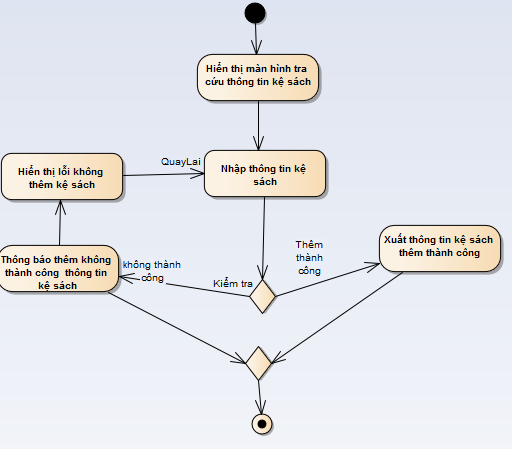 Hiển thị màn hình tra
cứu thông tin kệ sách
QuayLai
Hiển thị lỗi không
thêm kệ sách
Nhập thông tin kệ
sách
Thêm
thành
công
Xuất thông tin kệ sách
thêm thành công
Thông báo thêm không
thành công thông tin
kệ sách
không thành
công
Kiểm tra